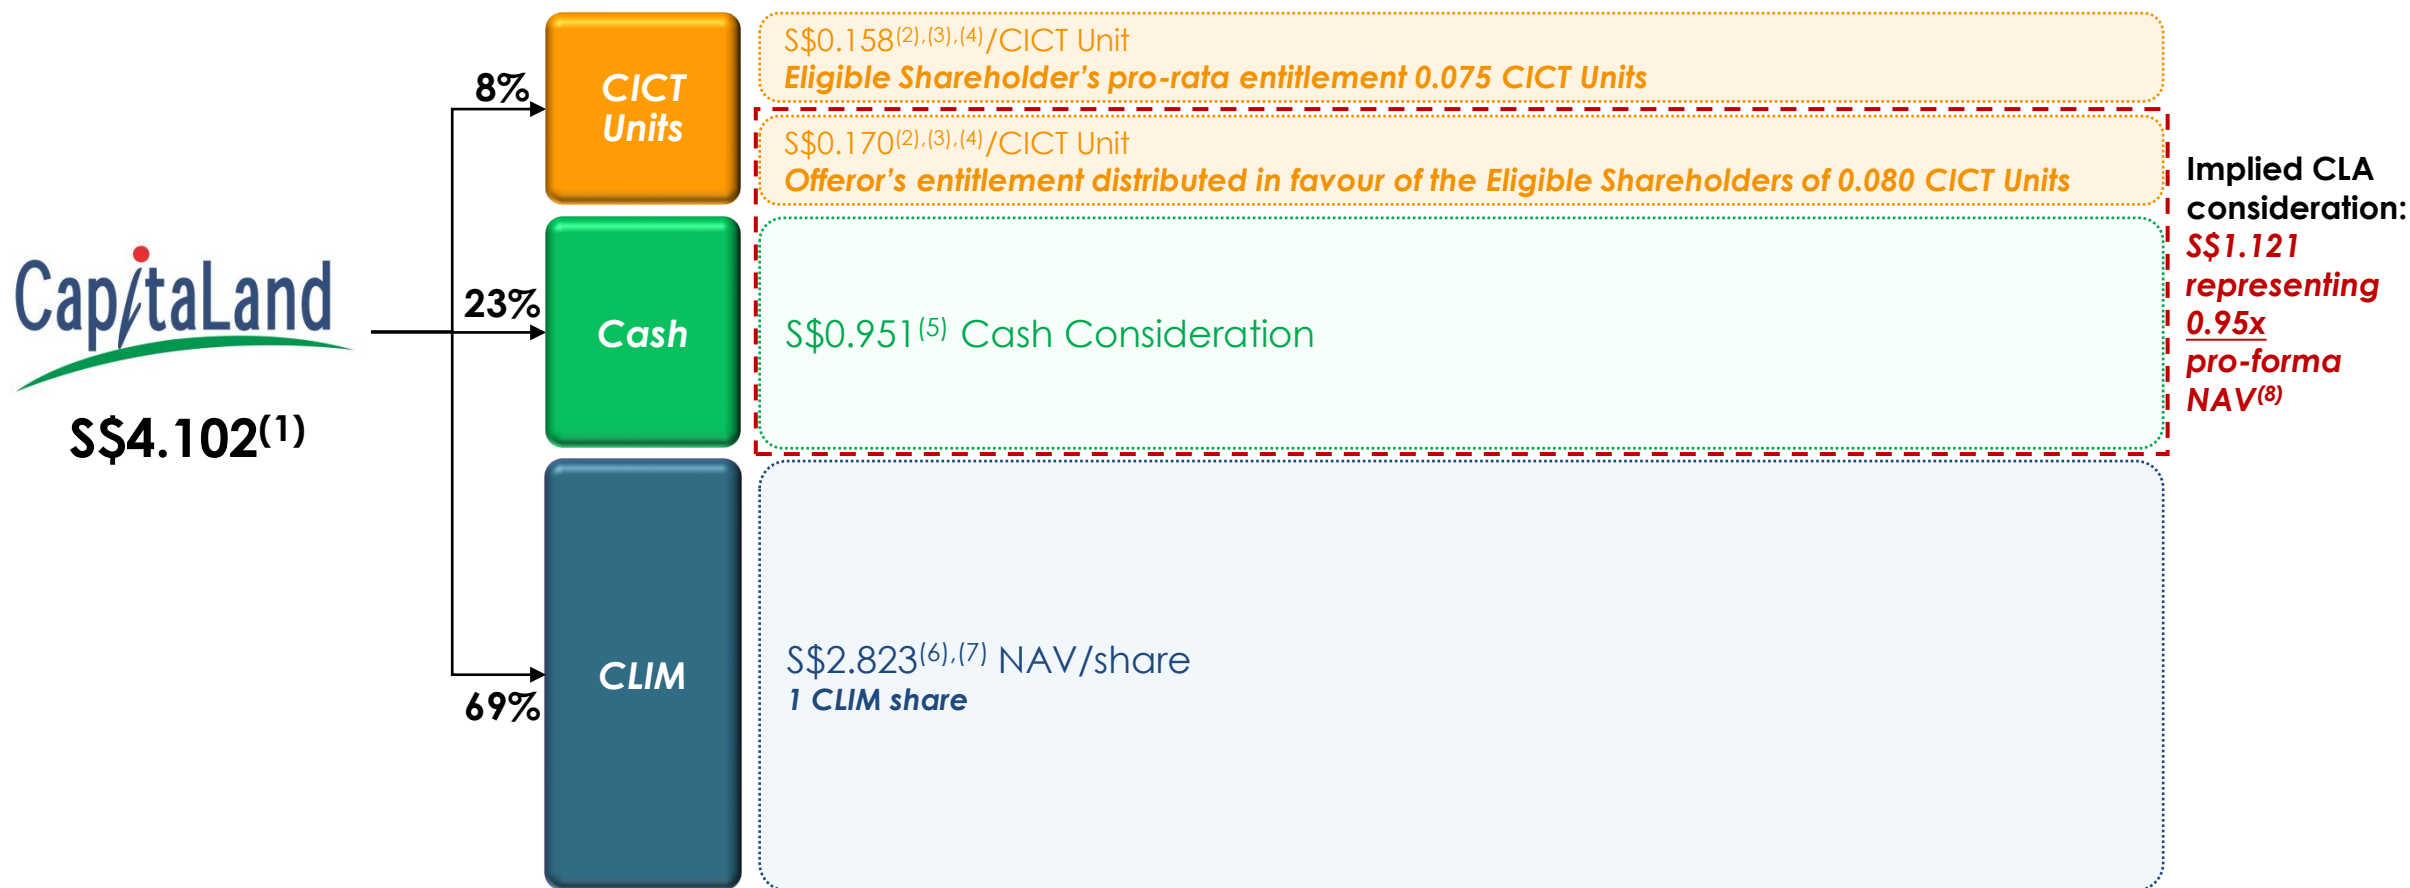 CapitaLand
S$4.102(1)
8%
23%
69%
CICT
Units
S$0.158(2),(3),(4)/CICT Unit
Eligible Shareholder's pro-rata entitlement 0.075 CICT Units
S$0.170(2),(3),(4)/CICT Unit
Offeror's entitlement distributed in favour of the Eligible Shareholders of 0.080 CICT Units
Cash
S$0.951(5) Cash Consideration
CLIM
S$2.823(6),(7) NAV/share
1 CLIM share
Implied CLA
consideration:
S$1.121
representing
0.95x
pro-forma
NAV(8)